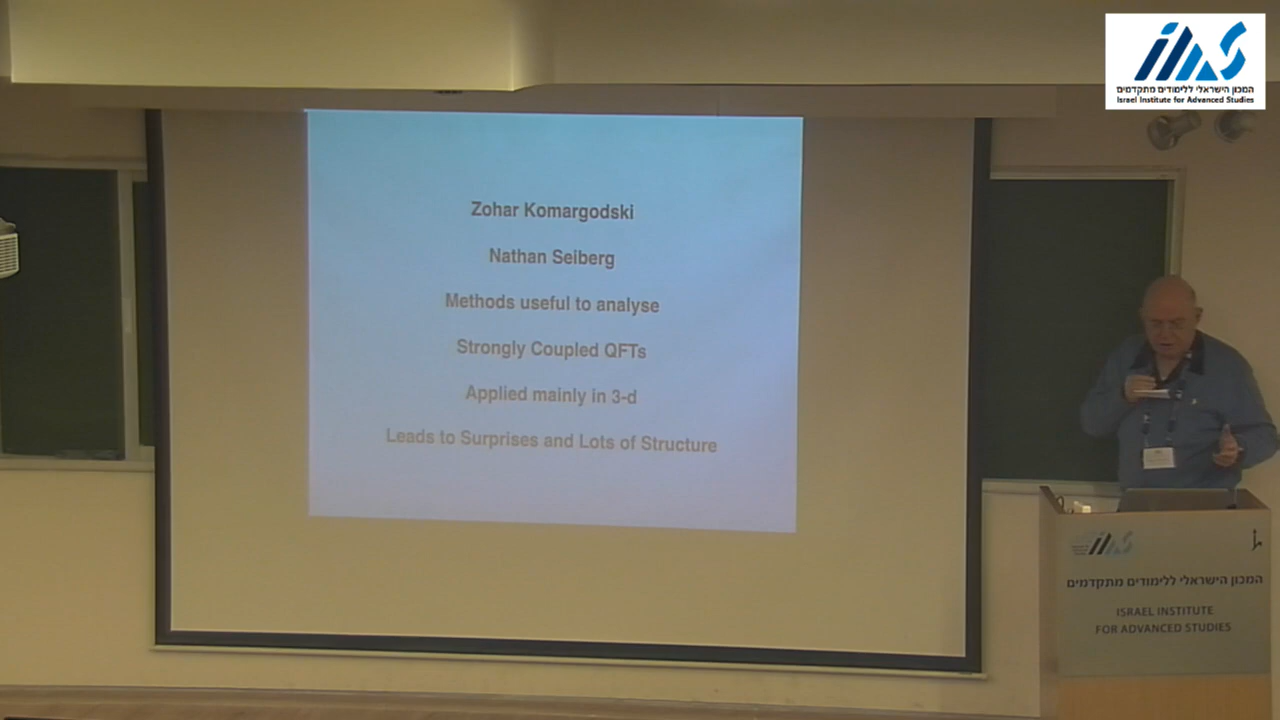 המכון הישראלי ללימודים מתקדמים
Israel Institute for Advanced Studies
Zohar Komargodski
Nathan Seiberg
Methods useful to analyse
Strongly Coupled QFTs
Applied mainly in 3-d
Leads to Surprises and Lots of Structure
המכון הישראלי ללימודים מתקדמים
ISRAEL INSTITUTE
FOR ADVANCED STUDIES